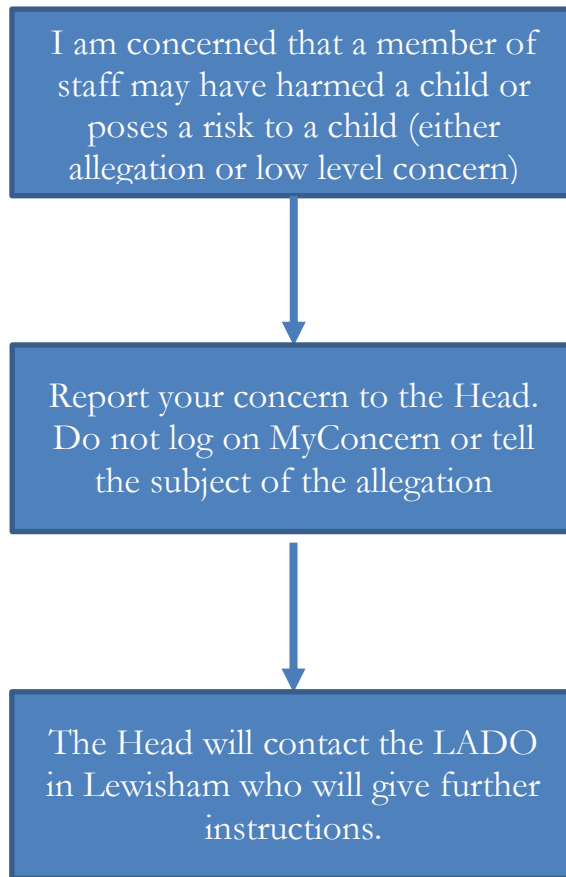 I am concerned that a member of
staff may have harmed a child or
poses a risk to a child (either
allegation or low level concern)
Report your concern to the Head.
Do not log on MyConcern or tell
the subject of the allegation
The Head will contact the LADO
in Lewisham who will give further
instructions.